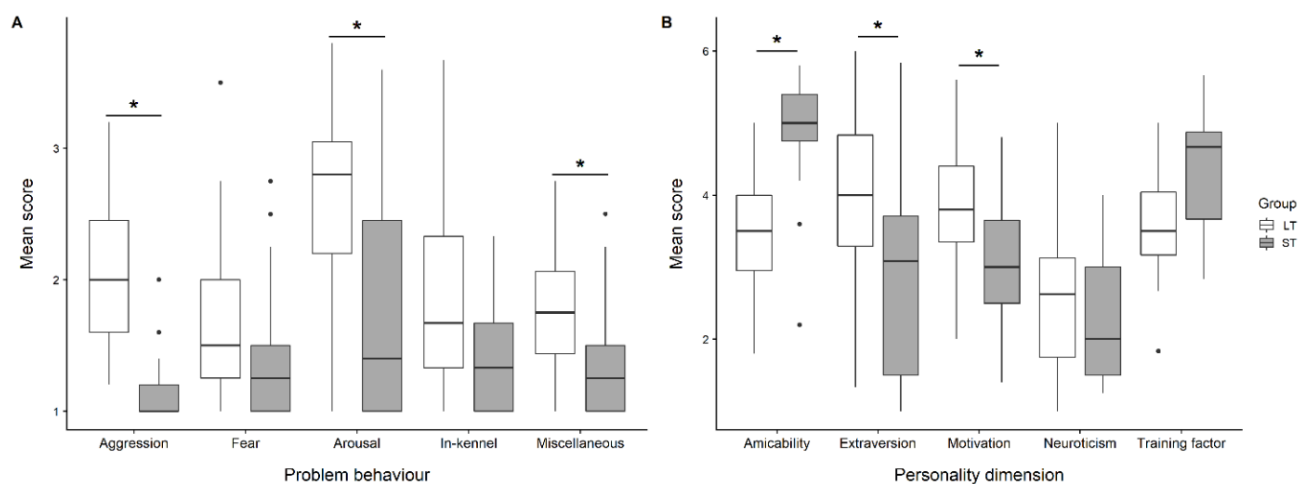 A
*
*
*
3
2
1
Mean score
Aggression Fear Arousal In-kennel Miscellaneous
Problem behaviour
B
*
*
*
6
4
2
Mean score
Amicability Extraversion Motivation Neuroticism Training factor
Personality dimension
Group
LT
ST